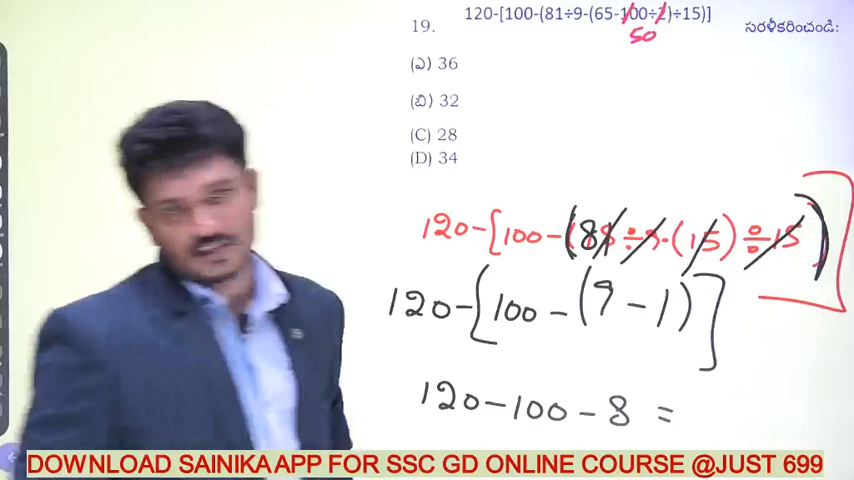 19. 120-[100-(81÷9-(65-100÷2)÷15)] సరళీకరించండి:
50
(ఎ) 36
(బి) 32
(C) 28
(D) 34
120-[100-(81÷9-(15)÷15)]
120-[100-(9-1)]
120-100-8 =
DOWNLOAD SAINIKA APP FOR SSC GD ONLINE COURSE @JUST 699